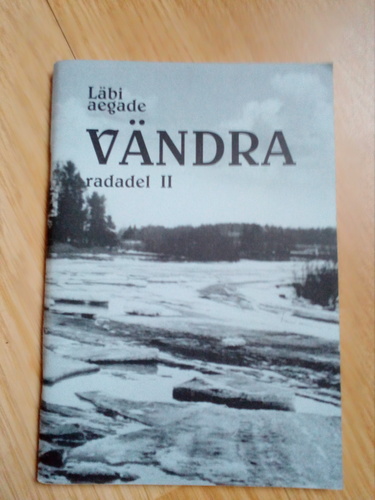 Läbi
aegade
VÄNDRA
radadel II